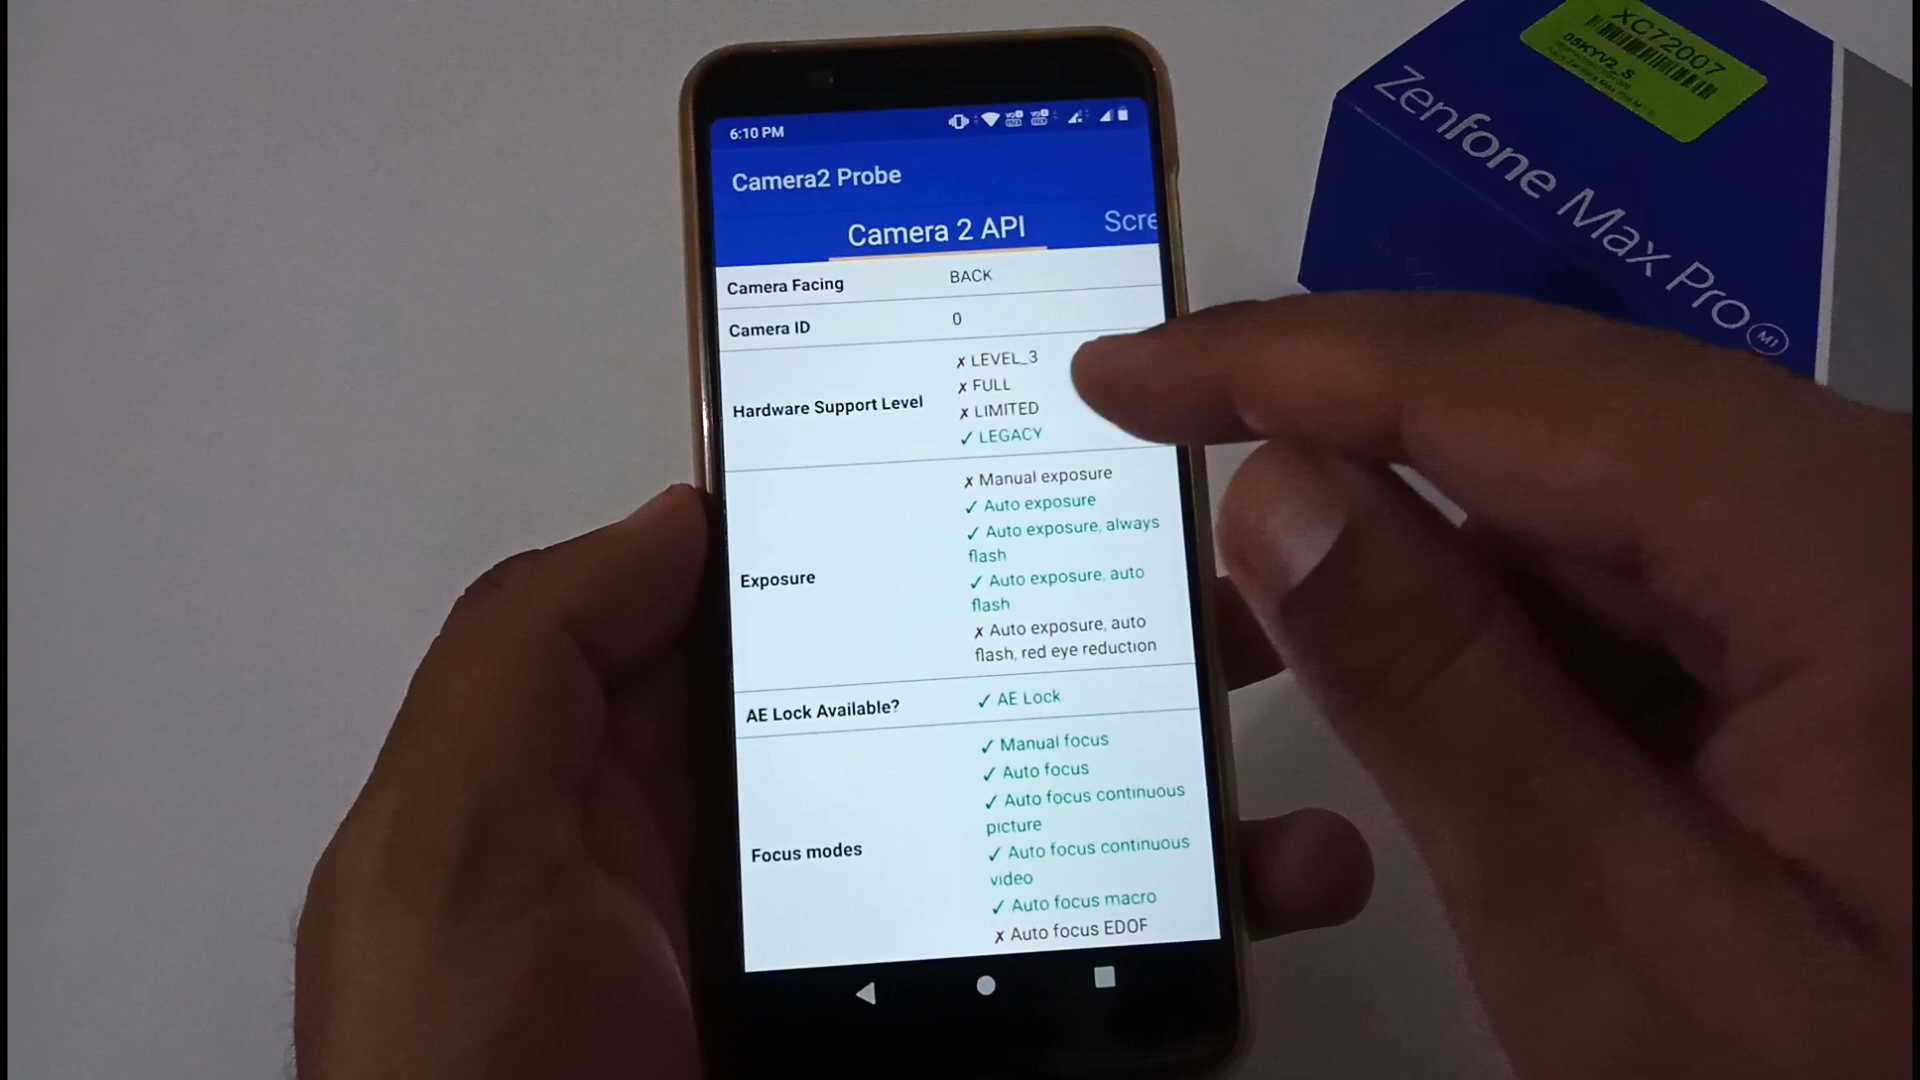 6:10 PM
Camera2 Probe
Camera 2 API
Scre
Camera Facing
BACK
Camera ID
0
Hardware Support Level
✗ LEVEL_3
✗ FULL
✗ LIMITED
✓ LEGACY
Exposure
✗ Manual exposure
✓ Auto exposure
✓ Auto exposure, always
flash
✓ Auto exposure, auto
flash
✗ Auto exposure, auto
flash, red eye reduction
AE Lock Available?
✓ AE Lock
Focus modes
✓ Manual focus
✓ Auto focus
✓ Auto focus continuous
picture
✓ Auto focus continuous
video
✓ Auto focus macro
✗ Auto focus EDOF
XC72007
05KYV2_S
Zenfone Max Pro
M1